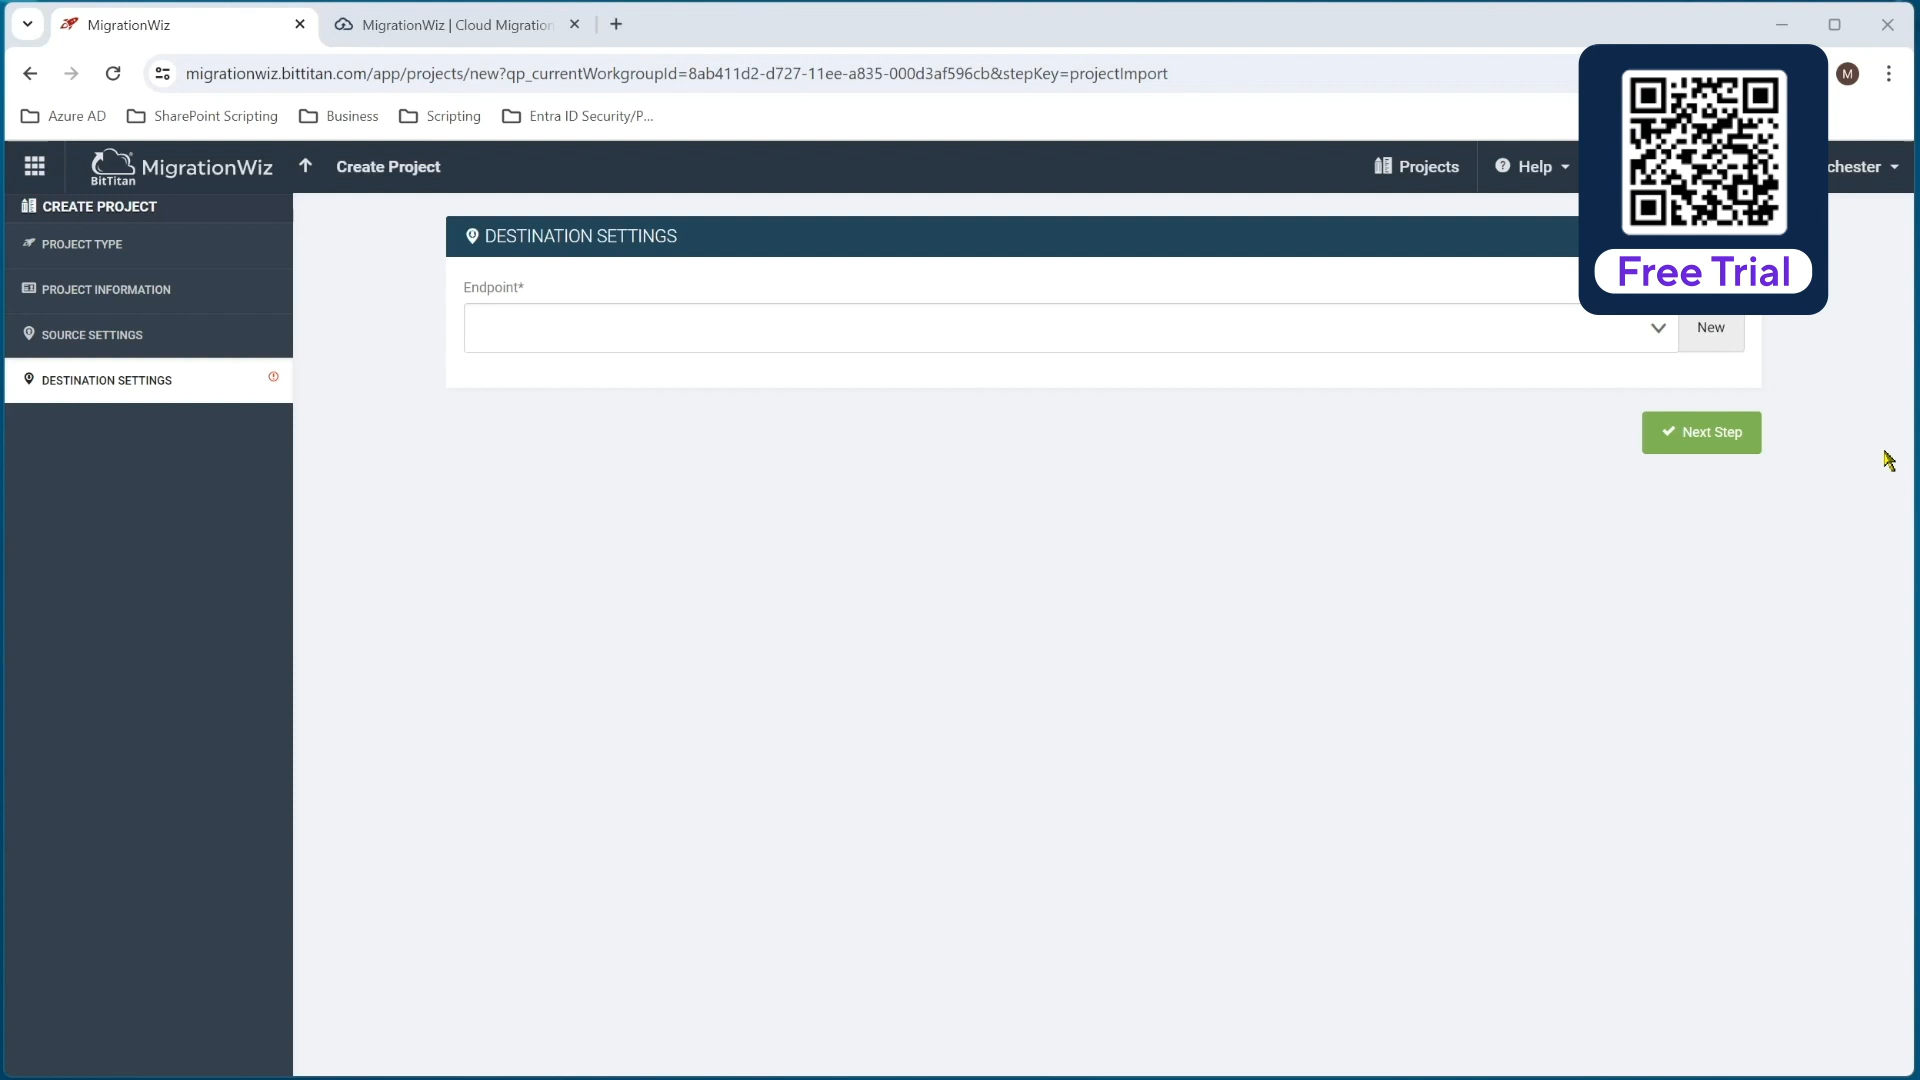 MigrationWiz
MigrationWiz | Cloud Migration
migrationwiz.bittitan.com/app/projects/new?qp_currentWorkgroupId=8ab411d2-d727-11ee-a835-000d3af596cb&stepKey=projectImport
M
Azure AD
SharePoint Scripting
Business
Scripting
Entra ID Security/P...
BitTitan
MigrationWiz
Create Project
Projects
Help
chester
CREATE PROJECT
PROJECT TYPE
PROJECT INFORMATION
SOURCE SETTINGS
DESTINATION SETTINGS
DESTINATION SETTINGS
Endpoint*
New
Next Step
Free Trial